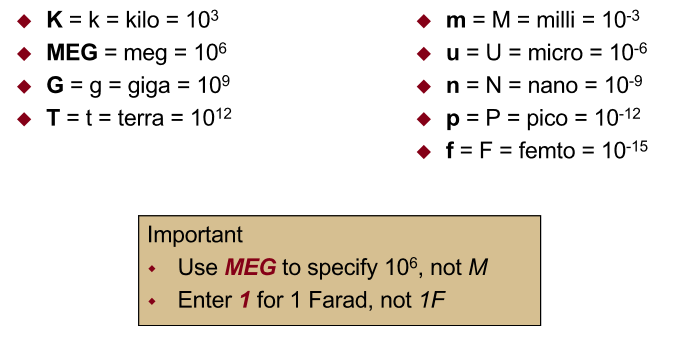 ◆ K = k = kilo = 10³
◆ MEG = meg = 10⁶
◆ G = g = giga = 10⁹
◆ T = t = terra = 10¹²
◆ m = M = milli = 10⁻³
◆ u = U = micro = 10⁻⁶
◆ n = N = nano = 10⁻⁹
◆ p = P = pico = 10⁻¹²
◆ f = F = femto = 10⁻¹⁵
Important
◆ Use MEG to specify 10⁶, not M
◆ Enter 1 for 1 Farad, not 1F